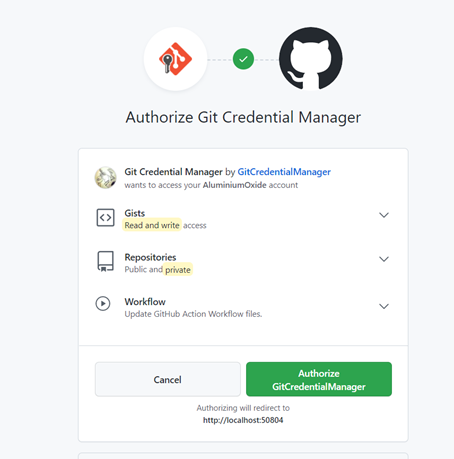 Authorize Git Credential Manager
Git Credential Manager by GitCredentialManager
wants to access your AluminiumOxide account
Gists
Read and write access
Repositories
Public and private
Workflow
Update GitHub Action Workflow files.
Cancel
Authorize
GitCredentialManager
Authorizing will redirect to
http://localhost:50804